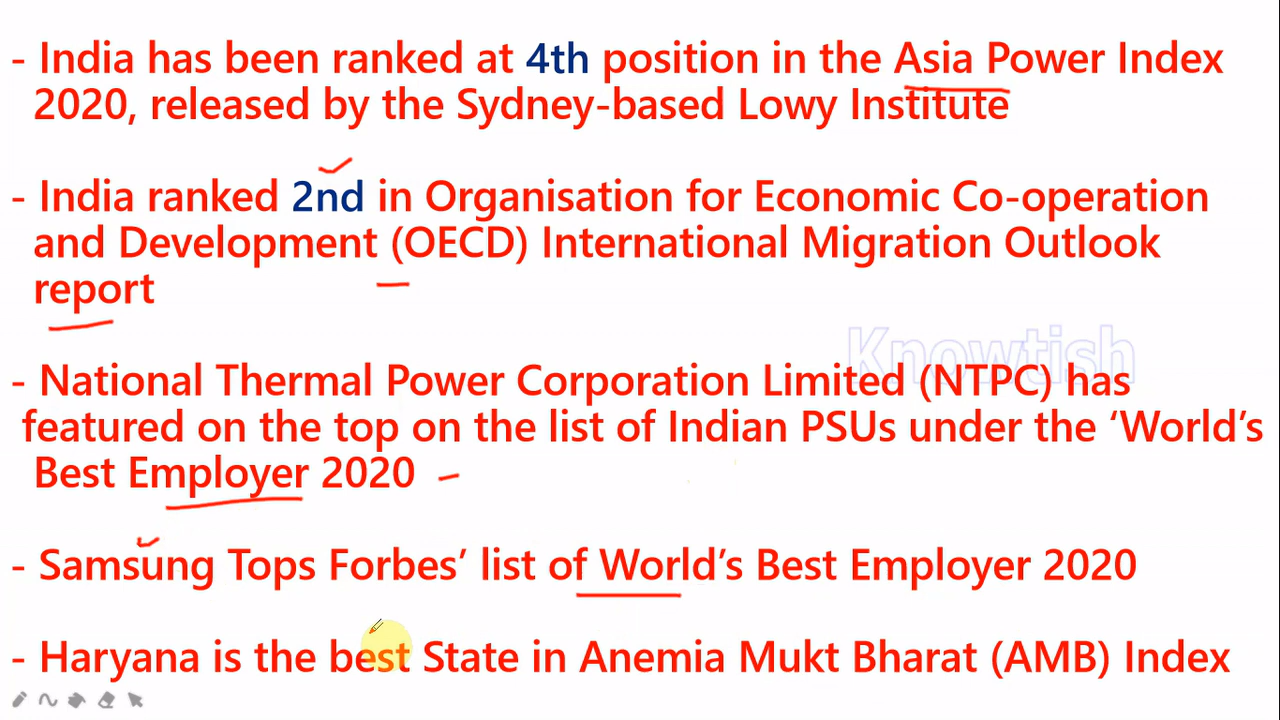 - India has been ranked at 4th position in the Asia Power Index
2020, released by the Sydney-based Lowy Institute
- India ranked 2nd in Organisation for Economic Co-operation
and Development (OECD) International Migration Outlook
report
Knowtish
- National Thermal Power Corporation Limited (NTPC) has
featured on the top on the list of Indian PSUs under the ‘World’s
Best Employer 2020
- Samsung Tops Forbes’ list of World’s Best Employer 2020
- Haryana is the best State in Anemia Mukt Bharat (AMB) Index